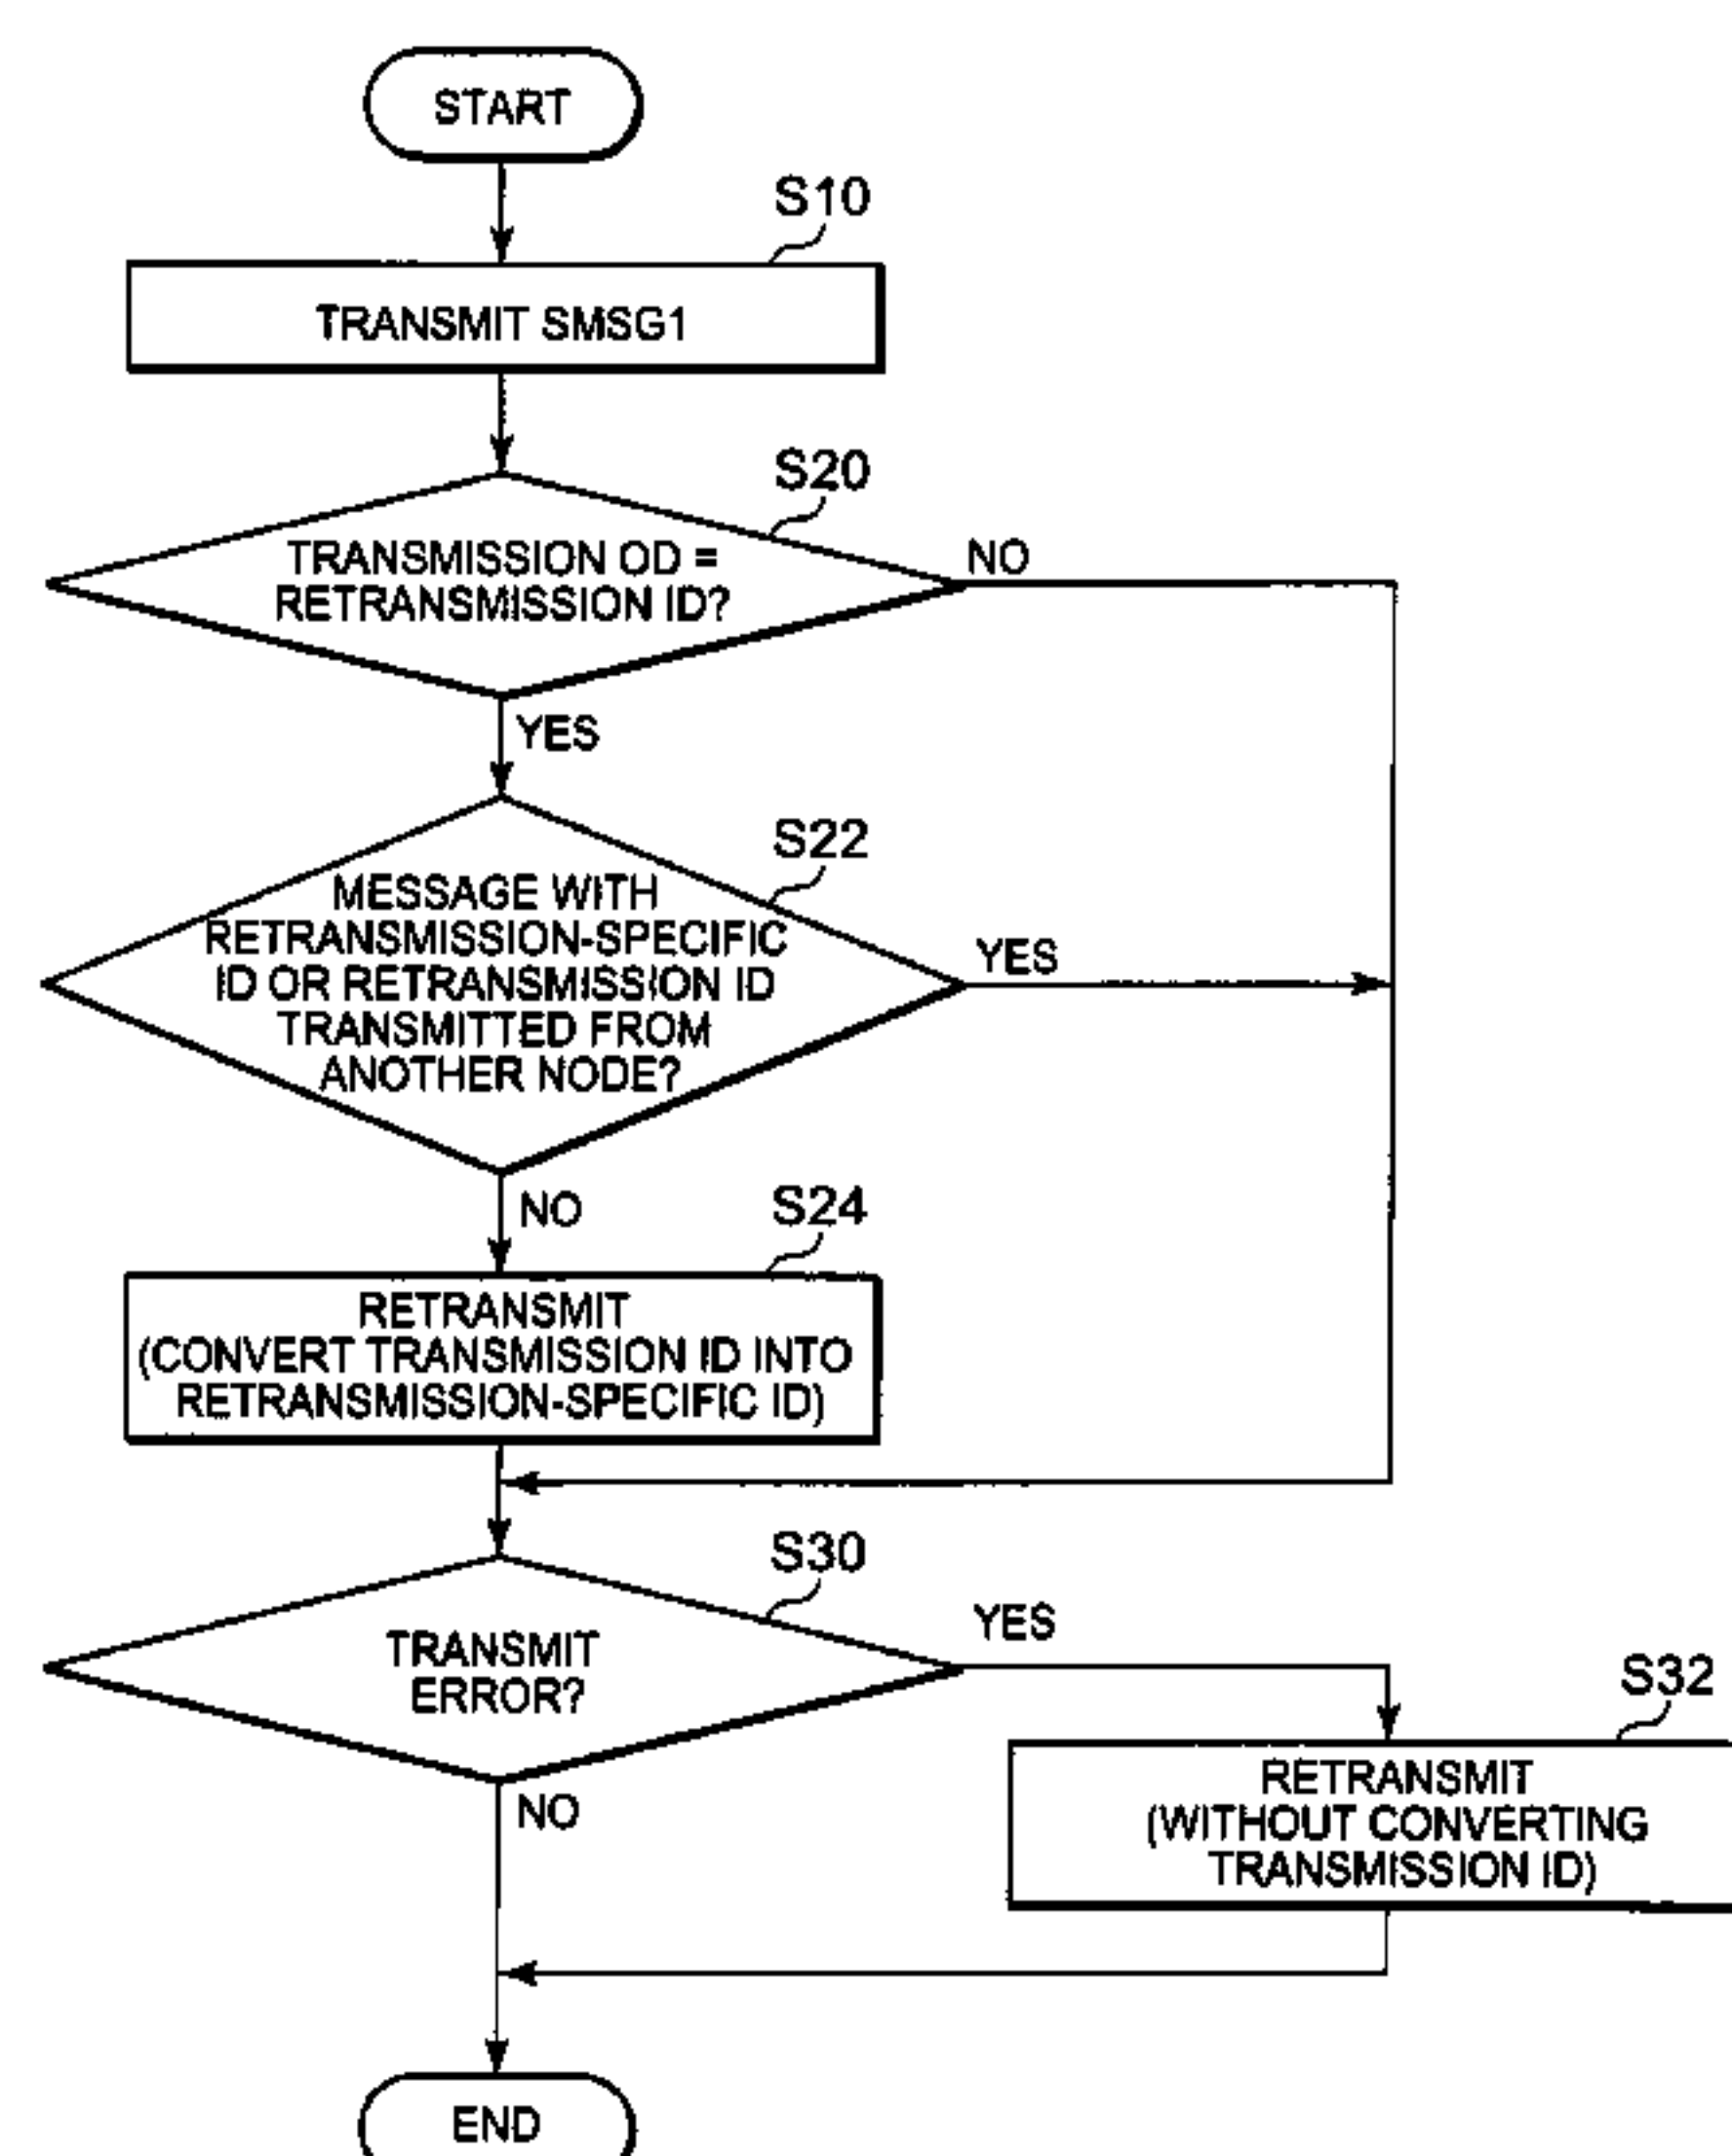 START
S10
TRANSMIT SMSG1
S20
TRANSMISSION OD =
RETRANSMISSION ID?
NO
YES
S22
MESSAGE WITH
RETRANSMISSION-SPECIFIC
ID OR RETRANSMISSION ID
TRANSMITTED FROM
ANOTHER NODE?
YES
NO
S24
RETRANSMIT
(CONVERT TRANSMISSION ID INTO
RETRANSMISSION-SPECIFIC ID)
S30
TRANSMIT
ERROR?
YES
S32
RETRANSMIT
(WITHOUT CONVERTING
TRANSMISSION ID)
NO
END